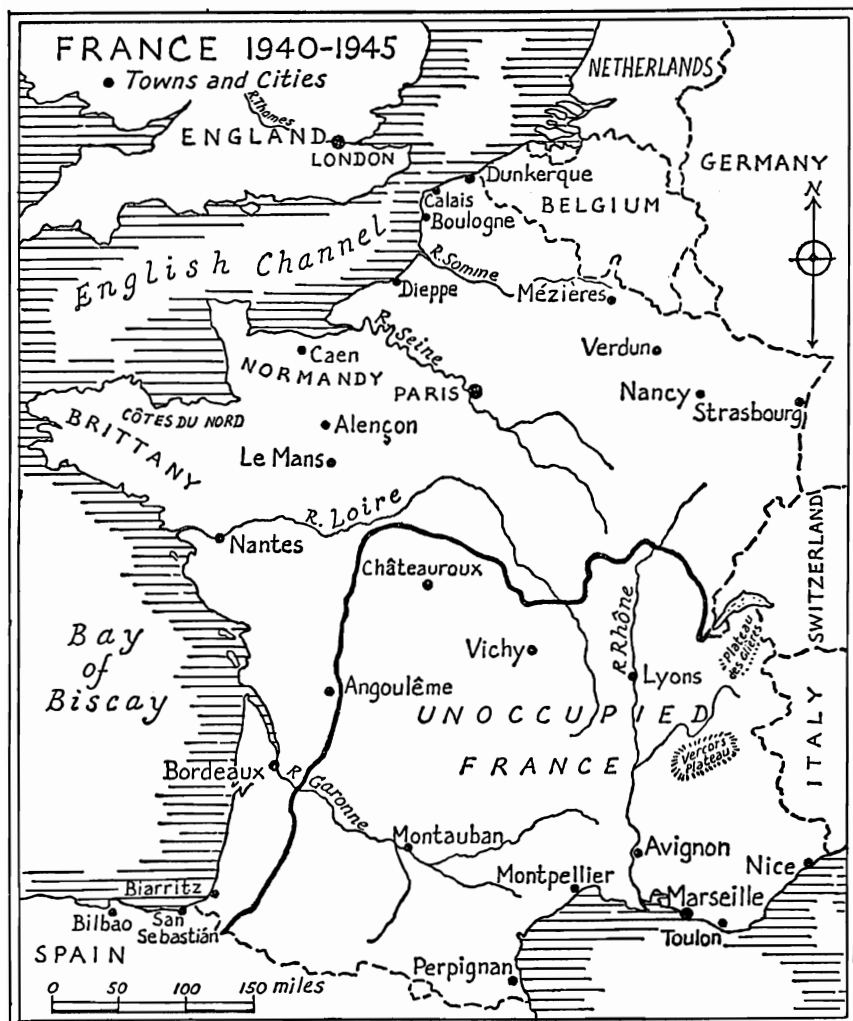 FRANCE 1940-1945
Towns and Cities
R. Thames
ENGLAND
LONDON
NETHERLANDS
GERMANY
N
Dunkerque
Calais
Boulogne
BELGIUM
English Channel
R. Somme
Dieppe
Mézières
R. Seine
Caen
NORMANDY
PARIS
Verdun
Nancy
Strasbourg
CÔTES DU NORD
BRITTANY
Alençon
Le Mans
R. Loire
Nantes
Châteauroux
SWITZERLAND
R. Rhône
Plateau
des Glières
Vichy
Lyons
Bay
of
Biscay
Angoulême
UNOCCUPIED
FRANCE
Vercors
Plateau
ITALY
Bordeaux
R. Garonne
Montauban
Avignon
Nice
Montpellier
Marseille
Toulon
Biarritz
Bilbao
San
Sebastián
SPAIN
Perpignan
0 50 100 150 miles